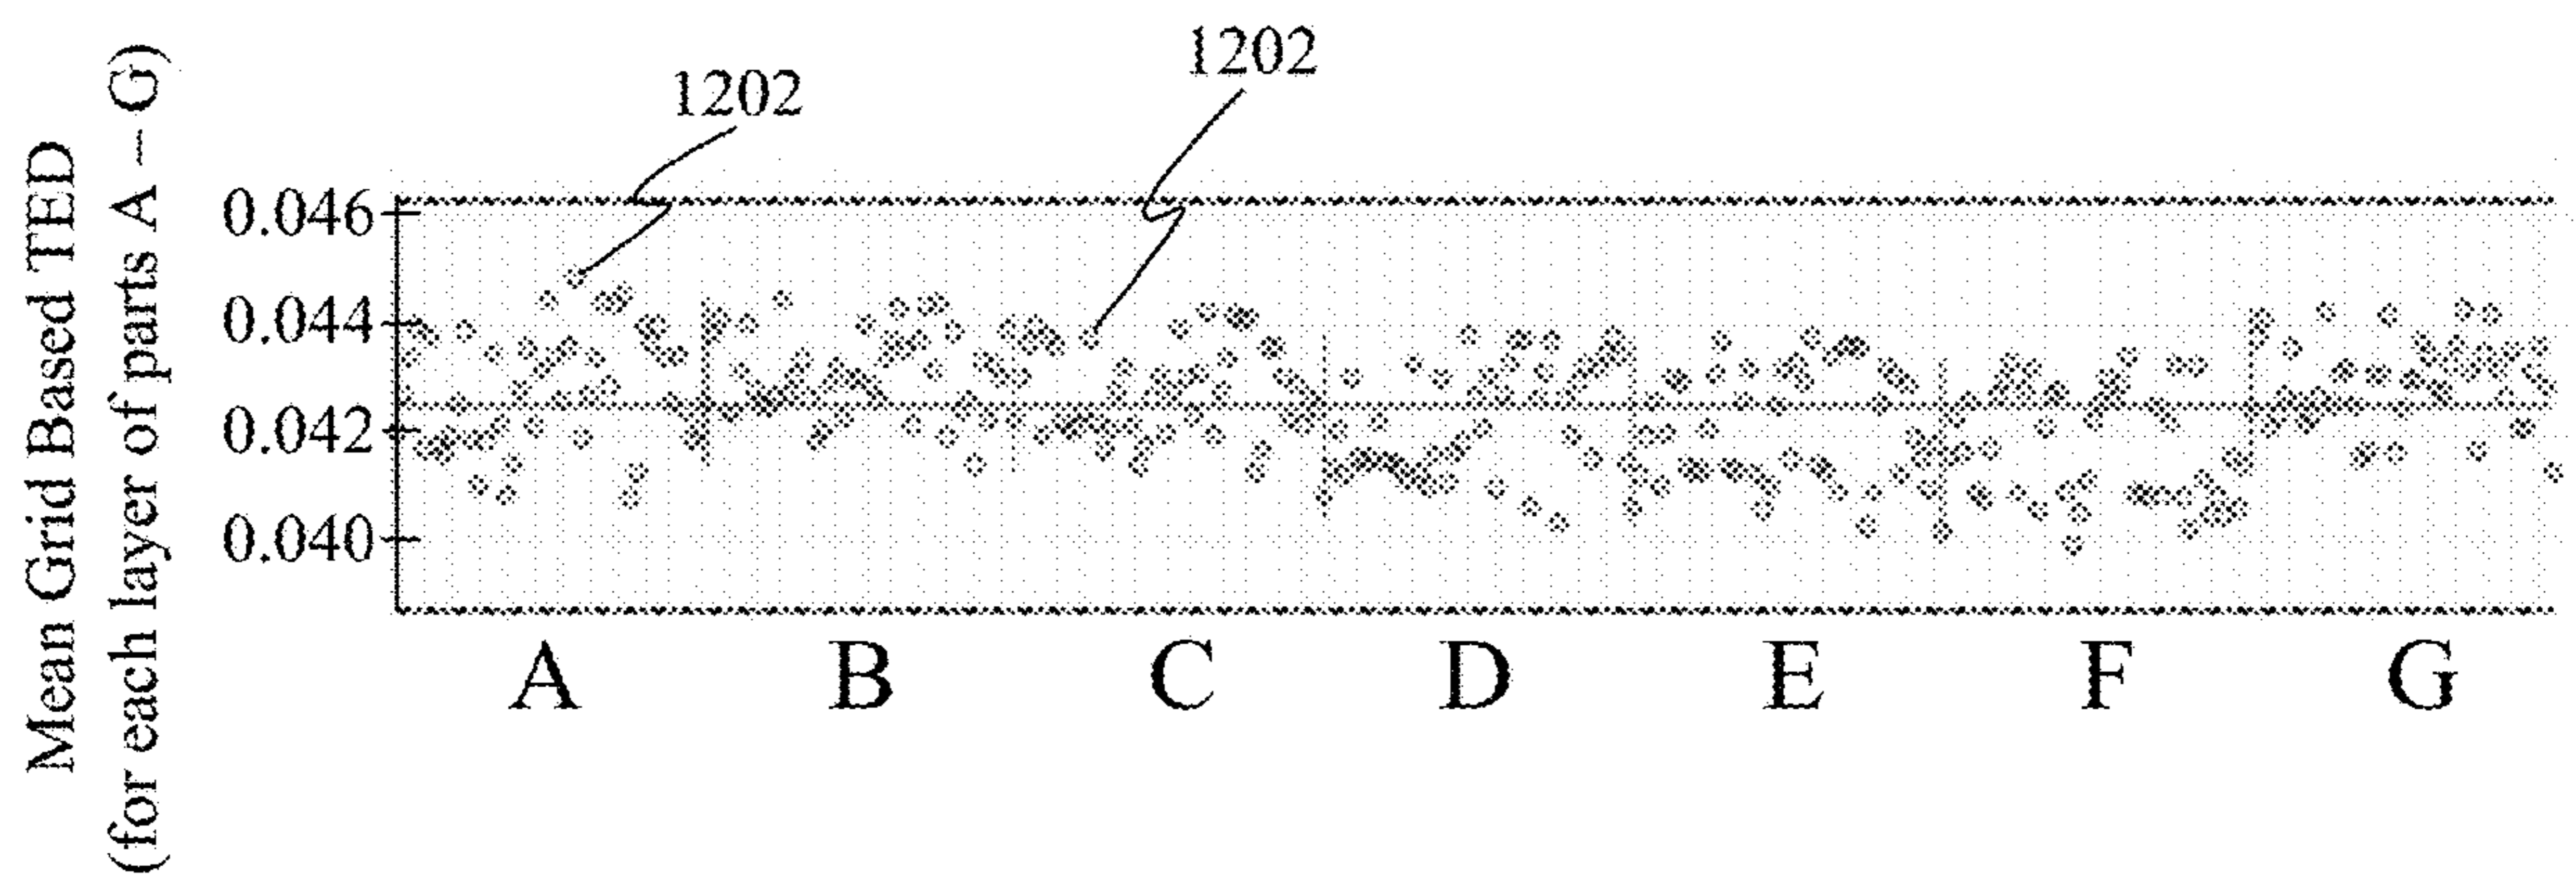 1202
1202
Mean Grid Based TED
(for each layer of parts A – G)
0.046
0.044
0.042
0.040
A B C D E F G